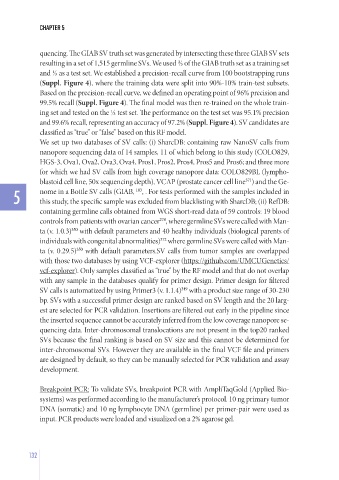 CHAPTER 5
quencing. The GIAB SV truth set was generated by intersecting these three GIAB SV sets
resulting in a set of 1,515 germline SVs. We used ⅔ of the GIAB truth set as a training set
and ⅓ as a test set. We established a precision-recall curve from 100 bootstrapping runs
(Suppl. Figure 4), where the training data were split into 90%-10% train-test subsets.
Based on the precision-recall curve, we defined an operating point of 96% precision and
99.5% recall (Suppl. Figure 4). The final model was then re-trained on the whole train-
ing set and tested on the ⅓ test set. The performance on the test set was 95.1% precision
and 99.6% recall, representing an accuracy of 97.2% (Suppl. Figure 4). SV candidates are
classified as "true" or "false" based on this RF model.
We set up two databases of SV calls: (i) SharcDB: containing raw NanoSV calls from
nanopore sequencing data of 14 samples, 11 of which belong to this study (COLO829,
HGS-3, Ova1, Ova2, Ova3, Ova4, Pros1, Pros2, Pros4, Pros5 and Pros6; and three more
for which we had SV calls from high coverage nanopore data: COLO829BL (lympho-
blastoid cell line, 50x sequencing depth), VCAP (prostate cancer cell line) and the Ge-
nome in a Bottle SV calls (GIAB, . For tests performed with the samples included in
this study, the specific sample was excluded from blacklisting with SharcDB; (ii) RefDB:
containing germline calls obtained from WGS short-read data of 59 controls: 19 blood
controls from patients with ovarian cancer, where germline SVs were called with Man-
ta (v. 1.0.3) with default parameters and 40 healthy individuals (biological parents of
individuals with congenital abnormalities) where germline SVs were called with Man-
ta (v. 0.29.5) with default parameters.SV calls from tumor samples are overlapped
with those two databases by using VCF-explorer (https://github.com/UMCUGenetics/
vcf-explorer). Only samples classified as 'true' by the RF model and that do not overlap
with any sample in the databases qualify for primer design. Primer design for filtered
SV calls is automatized by using Primer3 (v. 1.1.4) with a product size range of 30-230
bp. SVs with a successful primer design are ranked based on SV length and the 20 larg-
est are selected for PCR validation. Insertions are filtered out early in the pipeline since
the inserted sequence cannot be accurately inferred from the low coverage nanopore se-
quencing data. Inter-chromosomal translocations are not present in the top20 ranked
SVs because the final ranking is based on SV size and this cannot be determined for
inter-chromosomal SVs. However they are available in the final VCF file and primers
are designed by default, so they can be manually selected for PCR validation and assay
development.
Breakpoint PCR: To validate SVs, breakpoint PCR with AmpliTaqGold (Applied Bio-
systems) was performed according to the manufacturer's protocol. 10 ng primary tumor
DNA (somatic) and 10 ng lymphocyte DNA (germline) per primer-pair were used as
input. PCR products were loaded and visualized on a 2% agarose gel.
5
132